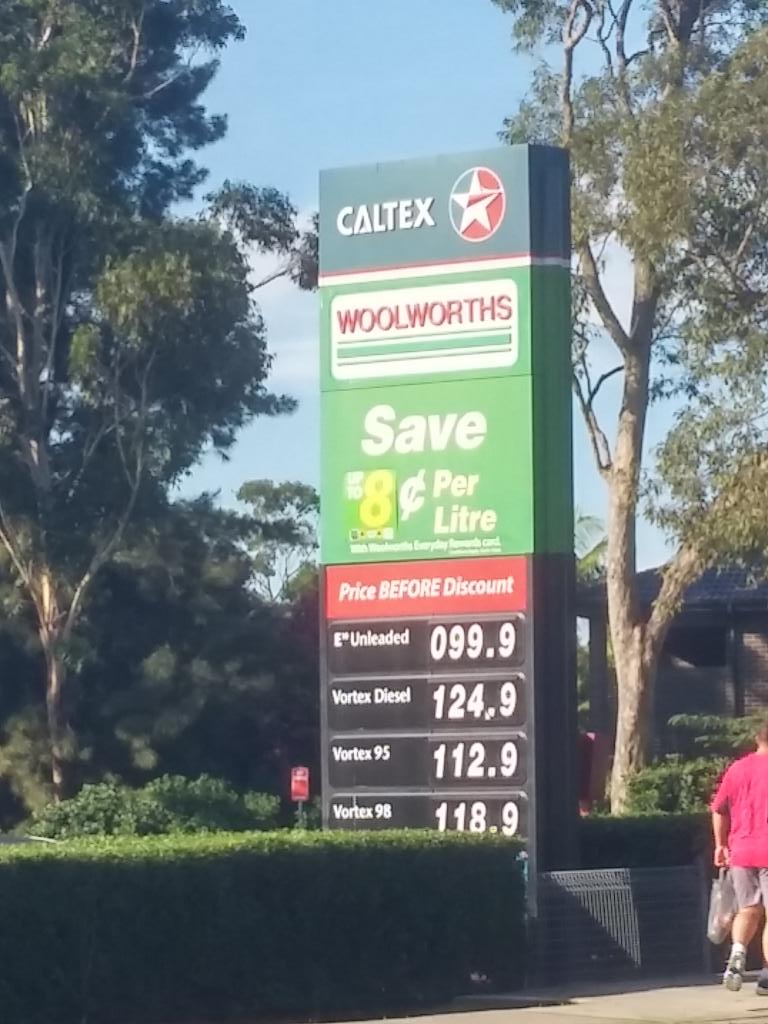 CALTEX
WOOLWORTHS
Save
UP TO 8¢ Per Litre
With Woolworths Everyday Rewards card.
Price BEFORE Discount
E10 Unleaded 099.9
Vortex Diesel 124.9
Vortex 95 112.9
Vortex 98 118.9